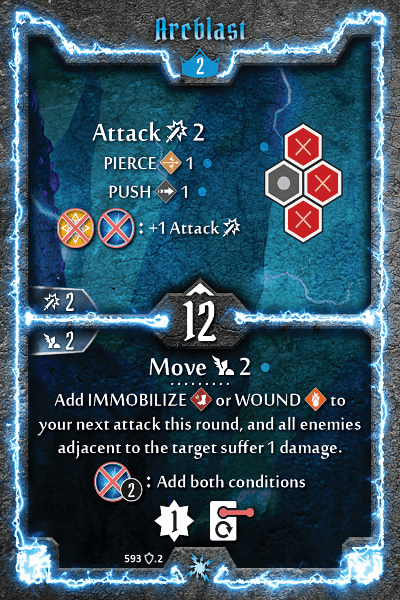 Arcblast
2
Attack 2
PIERCE 1
PUSH 1
: +1 Attack
2
12
2
Move 2
Add IMMOBILIZE or WOUND to
your next attack this round, and all enemies
adjacent to the target suffer 1 damage.
2 : Add both conditions
1
593 .2